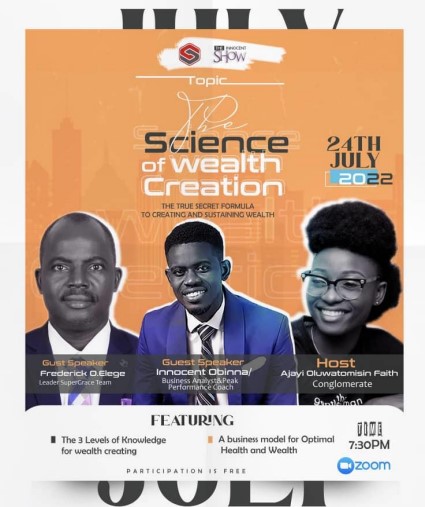 JULY
S
THE INNOCENT
SHOW
Topic
The
Science
of wealth
Creation
THE TRUE SECRET FORMULA
TO CREATING AND SUSTAINING WEALTH
24TH
JULY
2022
Gust Speaker
Frederick O.Elege
Leader SuperGrace Team
Guest Speaker
Innocent Obinna/
Business Analyst&Peak
Performance Coach
Host
Ajayi Oluwatomisin Faith
Conglomerate
FEATURING
The 3 Levels of Knowledge
for wealth creating
A business model for Optimal
Health and Wealth
TIME
7:30PM
zoom
PARTICIPATION IS FREE
JULY